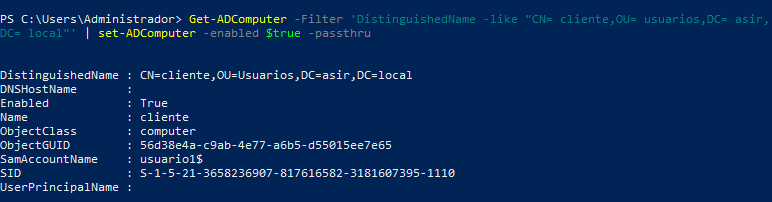 PS C:\Users\Administrador> Get-ADComputer -Filter 'DistinguishedName -like "CN= cliente,OU= usuarios,DC= asir,
DC= local"' | set-ADComputer -enabled $true -passthru
DistinguishedName : CN=cliente,OU=Usuarios,DC=asir,DC=local
DNSHostName :
Enabled : True
Name : cliente
ObjectClass : computer
ObjectGUID : 56d38e4a-c9ab-4e77-a6b5-d55015ee7e65
SamAccountName : usuario1$
SID : S-1-5-21-3658236907-817616582-3181607395-1110
UserPrincipalName :